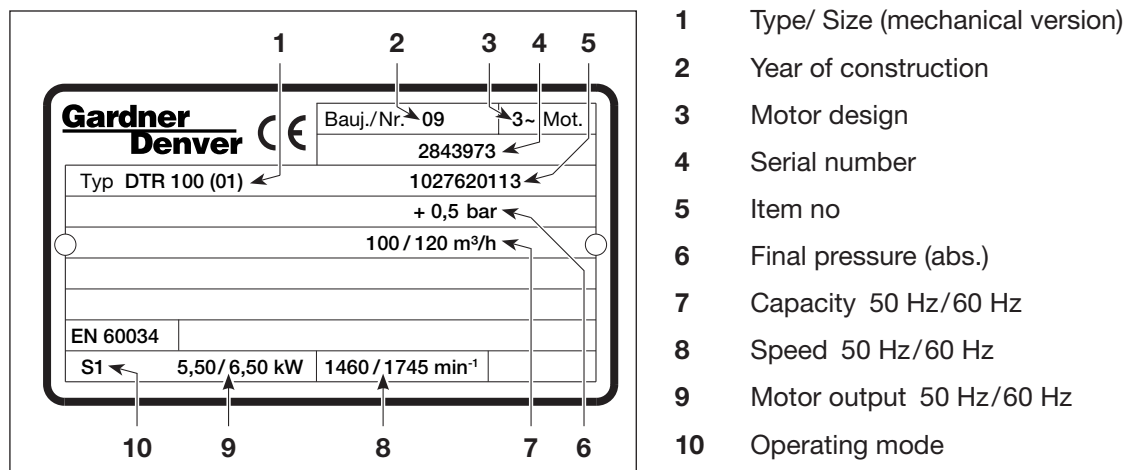 1 2 3 4 5
Gardner
Denver
CE
Bauj./Nr. 09
3~ Mot.
2843973
Typ DTR 100 (01)
1027620113
+ 0,5 bar
100 / 120 m³/h
EN 60034
S1
5,50/6,50 kW
1460 / 1745 min⁻¹
10 9 8 7 6
1 Type/ Size (mechanical version)
2 Year of construction
3 Motor design
4 Serial number
5 Item no
6 Final pressure (abs.)
7 Capacity 50 Hz/60 Hz
8 Speed 50 Hz/60 Hz
9 Motor output 50 Hz/60 Hz
10 Operating mode